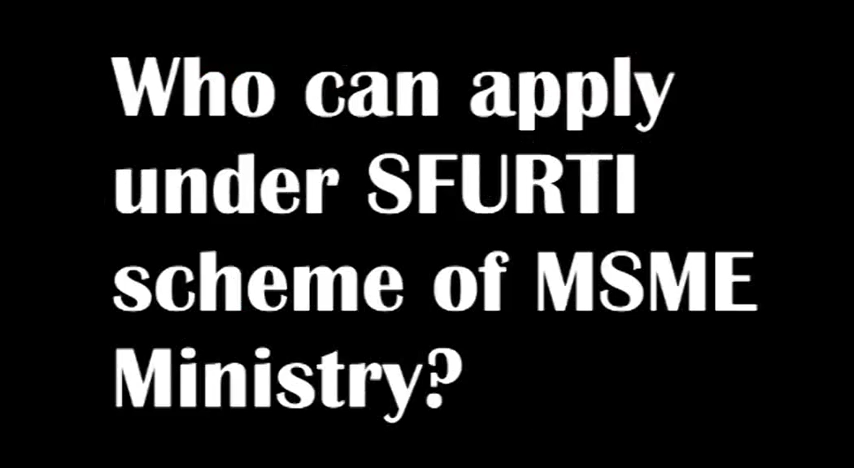 Who can apply
under SFURTI
scheme of MSME
Ministry?